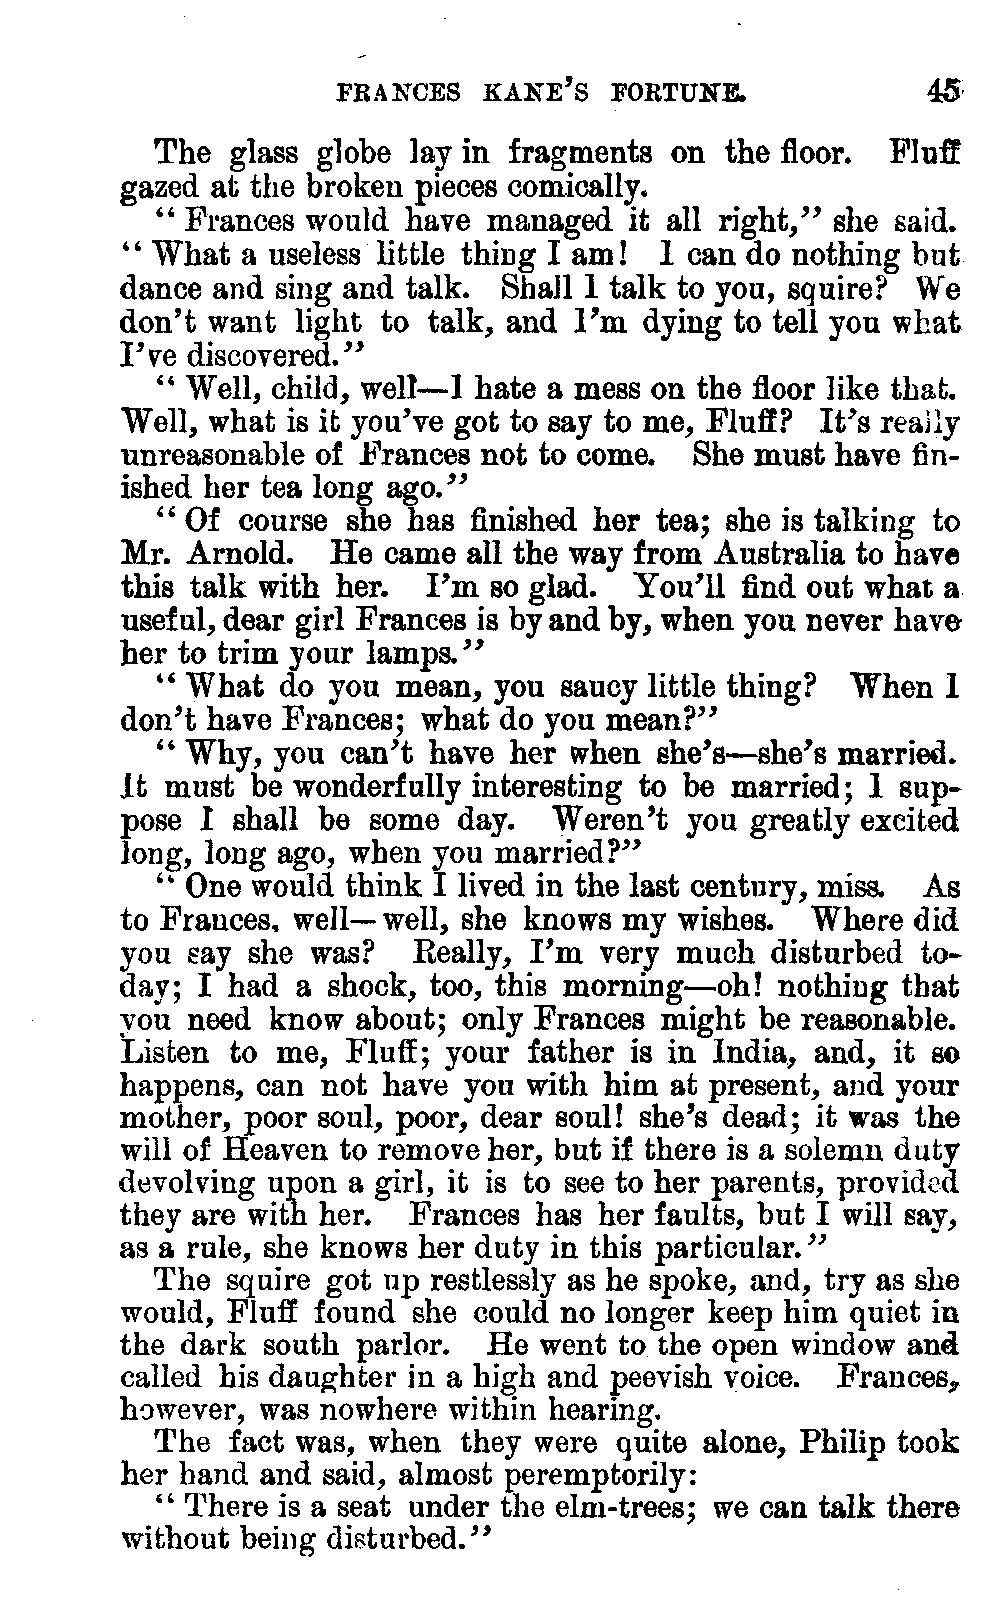 FRANCES KANE'S FORTUNE. 45
The glass globe lay in fragments on the floor. Fluff
gazed at the broken pieces comically.
"Frances would have managed it all right," she said.
"What a useless little thing I am! I can do nothing but
dance and sing and talk. Shall I talk to you, squire? We
don't want light to talk, and I'm dying to tell you what
I've discovered."
"Well, child, well—I hate a mess on the floor like that.
Well, what is it you've got to say to me, Fluff? It's really
unreasonable of Frances not to come. She must have fin-
ished her tea long ago."
"Of course she has finished her tea; she is talking to
Mr. Arnold. He came all the way from Australia to have
this talk with her. I'm so glad. You'll find out what a
useful, dear girl Frances is by and by, when you never have
her to trim your lamps."
"What do you mean, you saucy little thing? When I
don't have Frances; what do you mean?"
"Why, you can't have her when she's—she's married.
It must be wonderfully interesting to be married; I sup-
pose I shall be some day. Weren't you greatly excited
long, long ago, when you married?"
"One would think I lived in the last century, miss. As
to Frances, well—well, she knows my wishes. Where did
you say she was? Really, I'm very much disturbed to-
day; I had a shock, too, this morning—oh! nothing that
you need know about; only Frances might be reasonable.
Listen to me, Fluff; your father is in India, and, it so
happens, can not have you with him at present, and your
mother, poor soul, poor, dear soul! she's dead; it was the
will of Heaven to remove her, but if there is a solemn duty
devolving upon a girl, it is to see to her parents, provided
they are with her. Frances has her faults, but I will say,
as a rule, she knows her duty in this particular."
The squire got up restlessly as he spoke, and, try as she
would, Fluff found she could no longer keep him quiet in
the dark south parlor. He went to the open window and
called his daughter in a high and peevish voice. Frances,
however, was nowhere within hearing.
The fact was, when they were quite alone, Philip took
her hand and said, almost peremptorily:
"There is a seat under the elm-trees; we can talk there
without being disturbed."